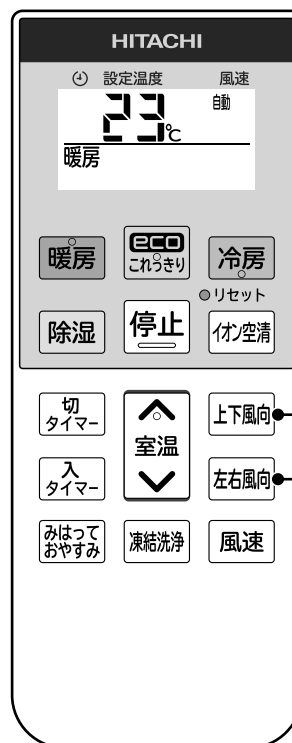 HITACHI
設定温度 風速
23℃ 自動
暖房
暖房 eco これっきり 冷房
リセット
除湿 停止 イオン空清
切タイマー 上下風向
室温
入タイマー 左右風向
みはっておやすみ 凍結洗浄 風速